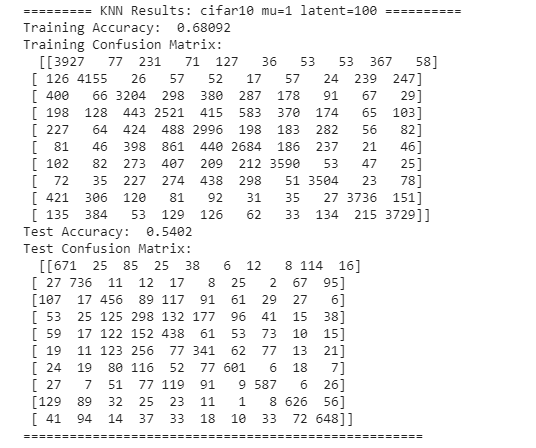 ========= KNN Results: cifar10 mu=1 latent=100 ==========
Training Accuracy:  0.68092
Training Confusion Matrix:
  [[3927   77  231   71  127   36   53   53  367   58]
 [ 126 4155   26   57   52   17   57   24  239  247]
 [ 400   66 3204  298  380  287  178   91   67   29]
 [ 198  128  443 2521  415  583  370  174   65  103]
 [ 227   64  424  488 2996  198  183  282   56   82]
 [  81   46  398  861  440 2684  186  237   21   46]
 [ 102   82  273  407  209  212 3590   53   47   25]
 [  72   35  227  274  438  298   51 3504   23   78]
 [ 421  306  120   81   92   31   35   27 3736  151]
 [ 135  384   53  129  126   62   33  134  215 3729]]
Test Accuracy:  0.5402
Test Confusion Matrix:
  [[671  25  85  25  38   6  12   8 114  16]
 [ 27 736  11  12  17   8  25   2  67  95]
 [107  17 456  89 117  91  61  29  27   6]
 [ 53  25 125 298 132 177  96  41  15  38]
 [ 59  17 122 152 438  61  53  73  10  15]
 [ 19  11 123 256  77 341  62  77  13  21]
 [ 24  19  80 116  52  77 601   6  18   7]
 [ 27   7  51  77 119  91   9 587   6  26]
 [129  89  32  25  23  11   1   8 626  56]
 [ 41  94  14  37  33  18  10  33  72 648]]
====================================================